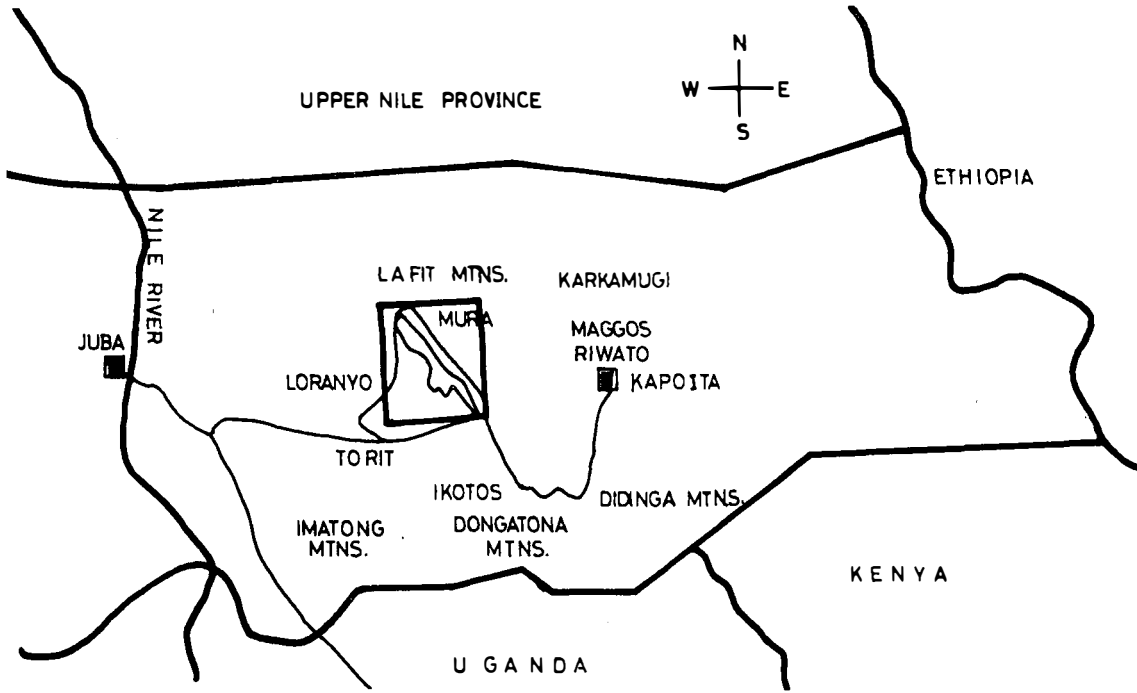 N
W E
S
UPPER NILE PROVINCE
ETHIOPIA
NILE RIVER
LAFIT MTNS.
KARKAMUGI
MURA
MAGGOS
RIWATO
JUBA
LORANYO
KAPOITA
TORIT
IKOTOS
DIDINGA MTNS.
IMATONG
MTNS.
DONGATONA
MTNS.
KENYA
UGANDA